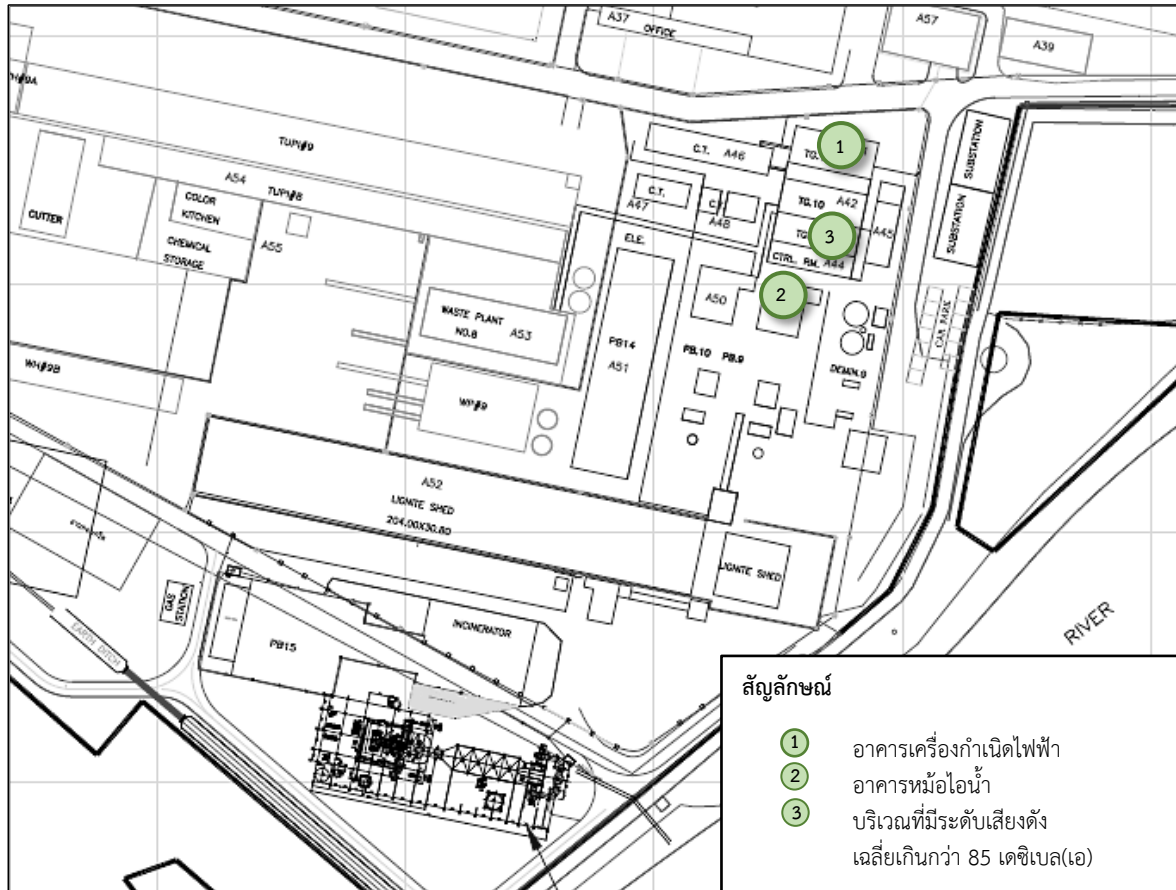 A37
OFFICE
A57
A39
TUPI#9
A54
TUPI#8
COLOR
KITCHEN
CUTTER
CHEMICAL
STORAGE
A55
C.T. A46
1
C.T.
A47
A48
TG.10 A42
3
A45
CTRL. RM. A44
SUBSTATION
SUBSTATION
ELE.
2
A50
CAR PARK
WASTE PLANT
NO.8 A53
PB14
A51
PB.10 PB.9
DEMIN.9
WH#9B
WP#9
A52
LIGNITE SHED
204.00X30.80
LIGNITE SHED
GAS
STATION
INCINERATOR
PB15
EARTH DITCH
RIVER
สัญลักษณ์
1 อาคารเครื่องกำเนิดไฟฟ้า
2 อาคารหม้อไอน้ำ
3 บริเวณที่มีระดับเสียงดัง
เฉลี่ยเกินกว่า 85 เดซิเบล(เอ)